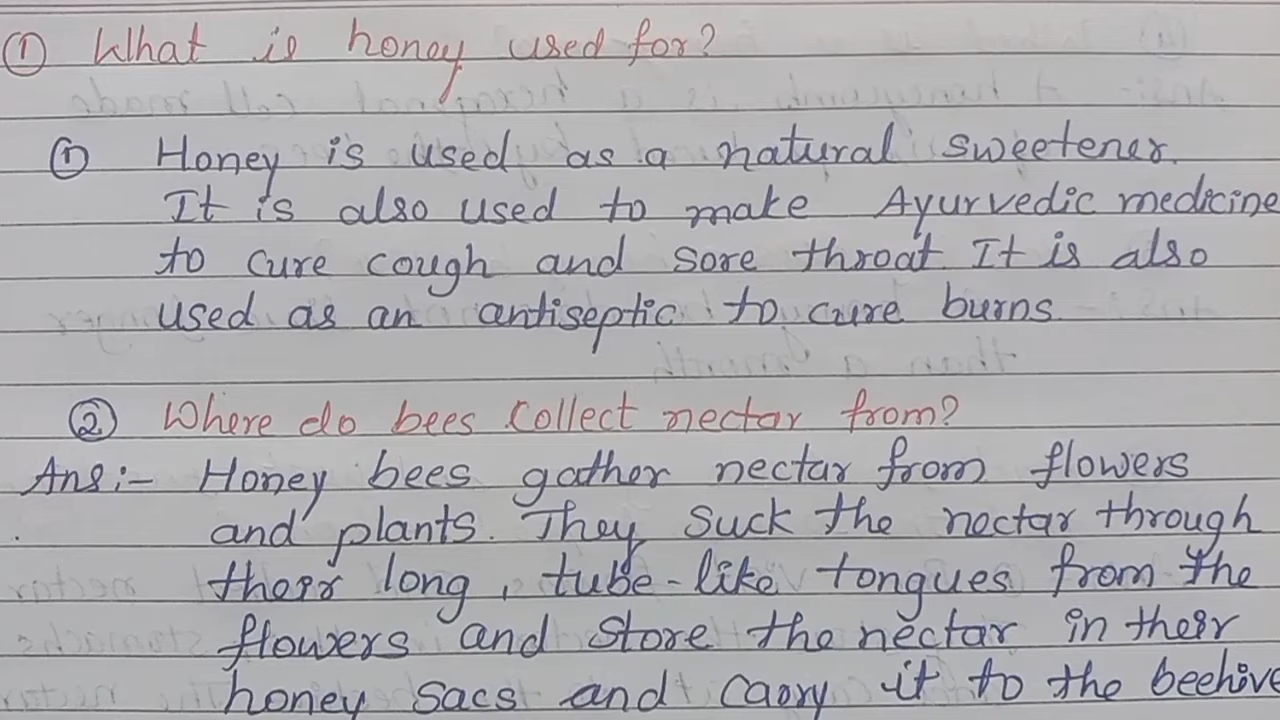 ① What is honey used for?
① Honey is used as a natural sweetener.
It is also used to make Ayurvedic medicine
to cure cough and sore throat. It is also
used as an antiseptic to cure burns.
② Where do bees collect nectar from?
Ans:- Honey bees gather nectar from flowers
and plants. They suck the nectar through
their long, tube-like tongues from the
flowers and store the nectar in their
honey sacs and carry it to the beehive